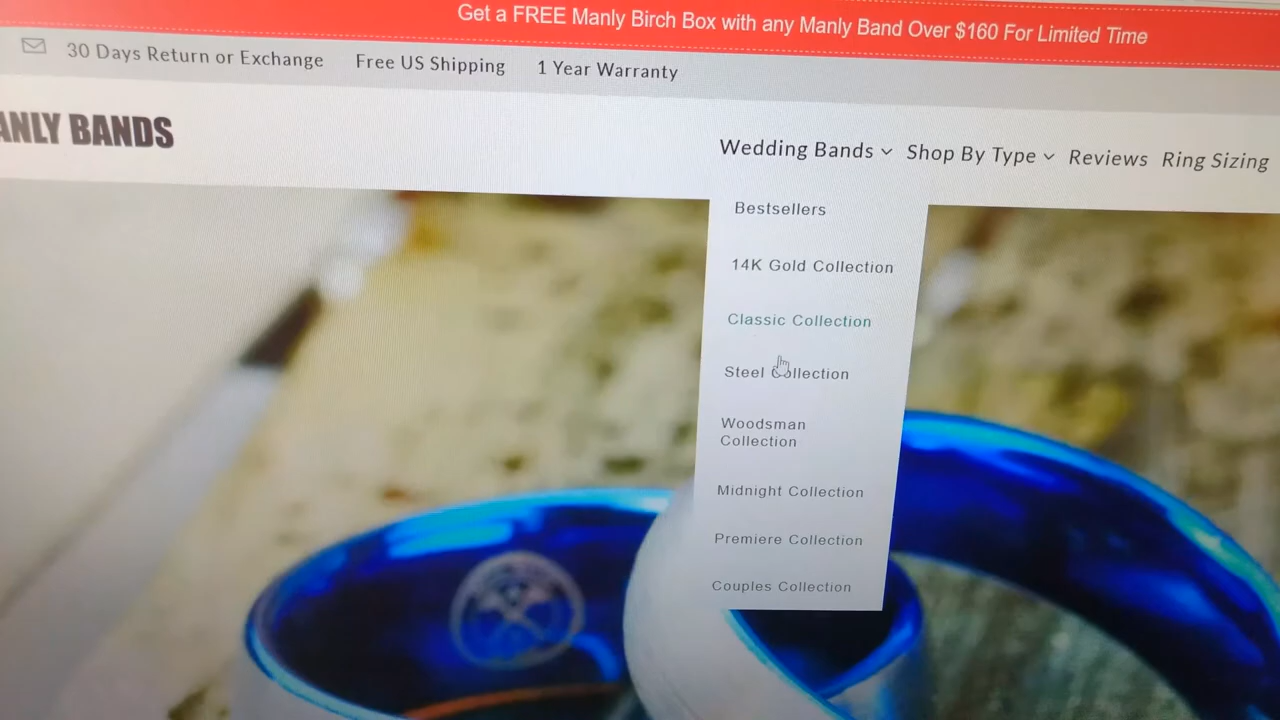 Get a FREE Manly Birch Box with any Manly Band Over $160 For Limited Time
30 Days Return or Exchange Free US Shipping 1 Year Warranty
ANLY BANDS
Wedding Bands Shop By Type Reviews Ring Sizing
Bestsellers
14K Gold Collection
Classic Collection
Steel Collection
Woodsman
Collection
Midnight Collection
Premiere Collection
Couples Collection